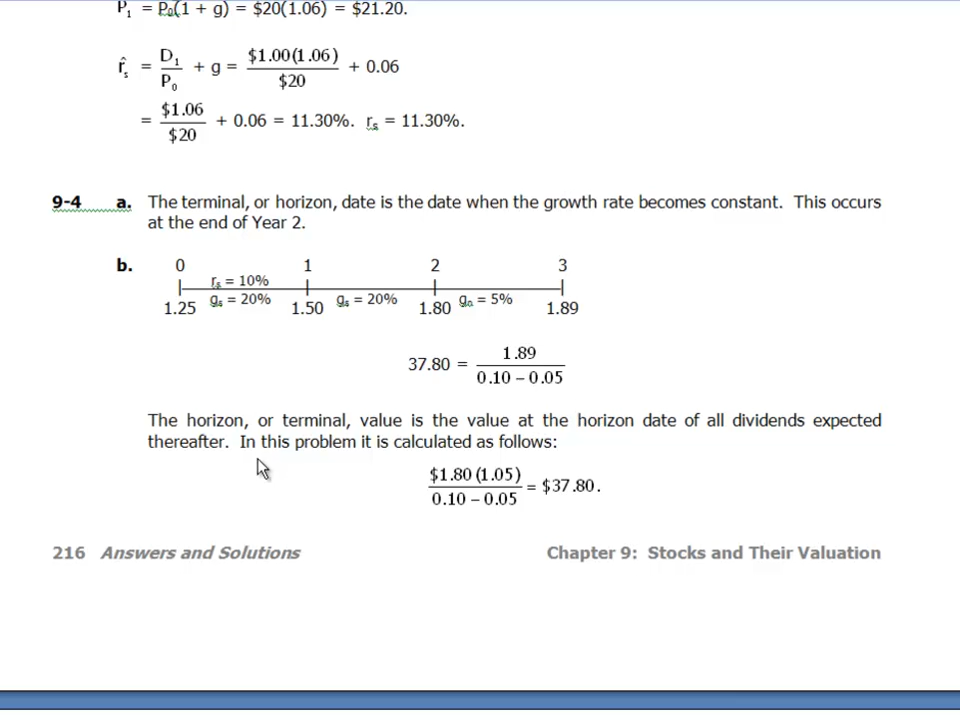 P₁ = P₀(1 + g) = $20(1.06) = $21.20.
r̂ₛ = D₁/P₀ + g = $1.00(1.06)/$20 + 0.06
= $1.06/$20 + 0.06 = 11.30%. rₛ = 11.30%.
9-4 a. The terminal, or horizon, date is the date when the growth rate becomes constant. This occurs
at the end of Year 2.
b. 0 1 2 3
rₛ = 10%
gₛ = 20% gₛ = 20% gₙ = 5%
1.25 1.50 1.80 1.89
37.80 = 1.89/0.10 – 0.05
The horizon, or terminal, value is the value at the horizon date of all dividends expected
thereafter. In this problem it is calculated as follows:
$1.80 (1.05)/0.10 – 0.05 = $37.80.
216 Answers and Solutions Chapter 9: Stocks and Their Valuation